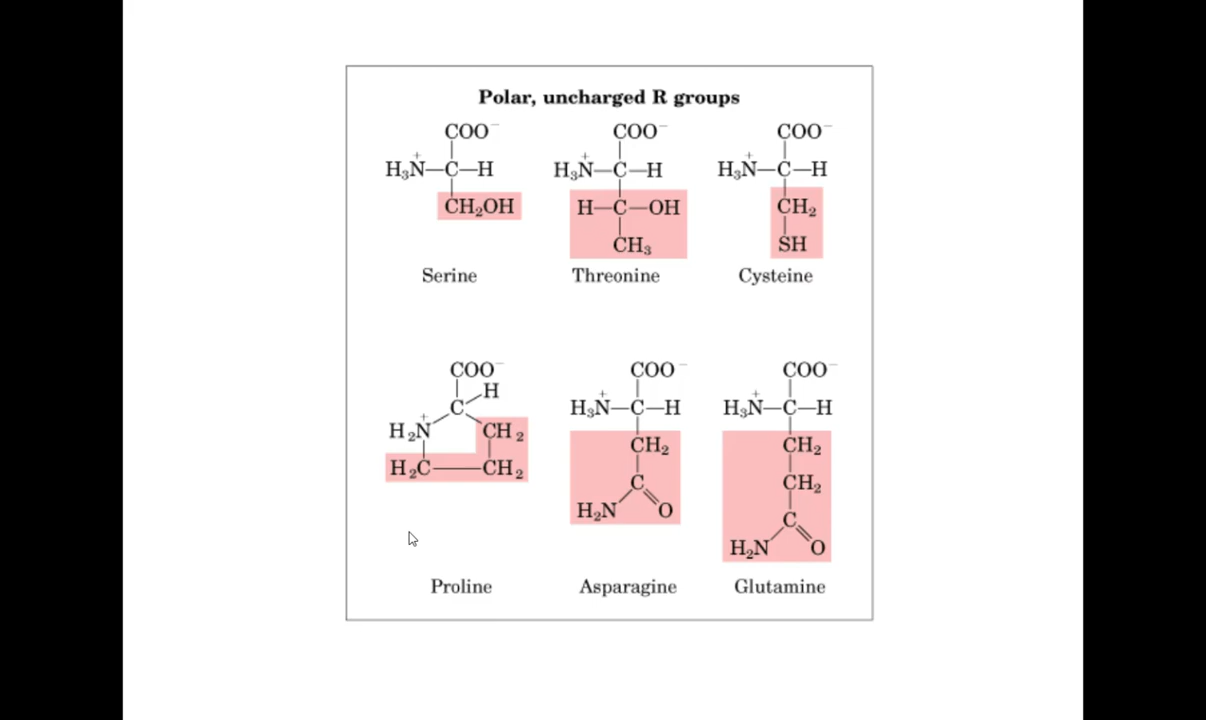 Polar, uncharged R groups
COO⁻ COO⁻ COO⁻
H₃N⁺—C—H H₃N⁺—C—H H₃N⁺—C—H
CH₂OH H—C—OH CH₂
CH₃ SH
Serine Threonine Cysteine
COO⁻ COO⁻ COO⁻
H
C H₃N⁺—C—H H₃N⁺—C—H
H₂N⁺ CH₂ CH₂ CH₂
H₂C—CH₂ C CH₂
H₂N O C
H₂N O
Proline Asparagine Glutamine